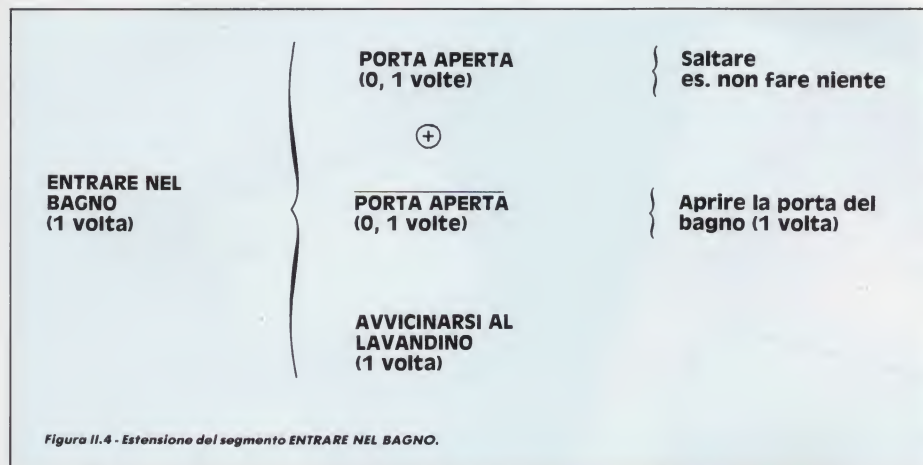 PORTA APERTA
(0, 1 volte)
Saltare
es. non fare niente
+
ENTRARE NEL
BAGNO
(1 volta)
PORTA APERTA
(0, 1 volte)
Aprire la porta del
bagno (1 volta)
AVVICINARSI AL
LAVANDINO
(1 volta)
Figura II.4 - Estensione del segmento ENTRARE NEL BAGNO.